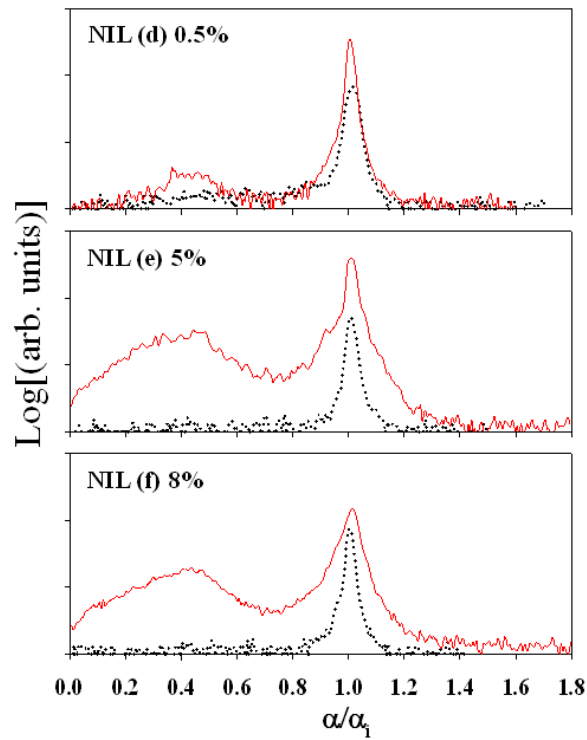 NIL (d) 0.5%
NIL (e) 5%
NIL (f) 8%
Log[(arb. units)]
0.0 0.2 0.4 0.6 0.8 1.0 1.2 1.4 1.6 1.8
α/αi